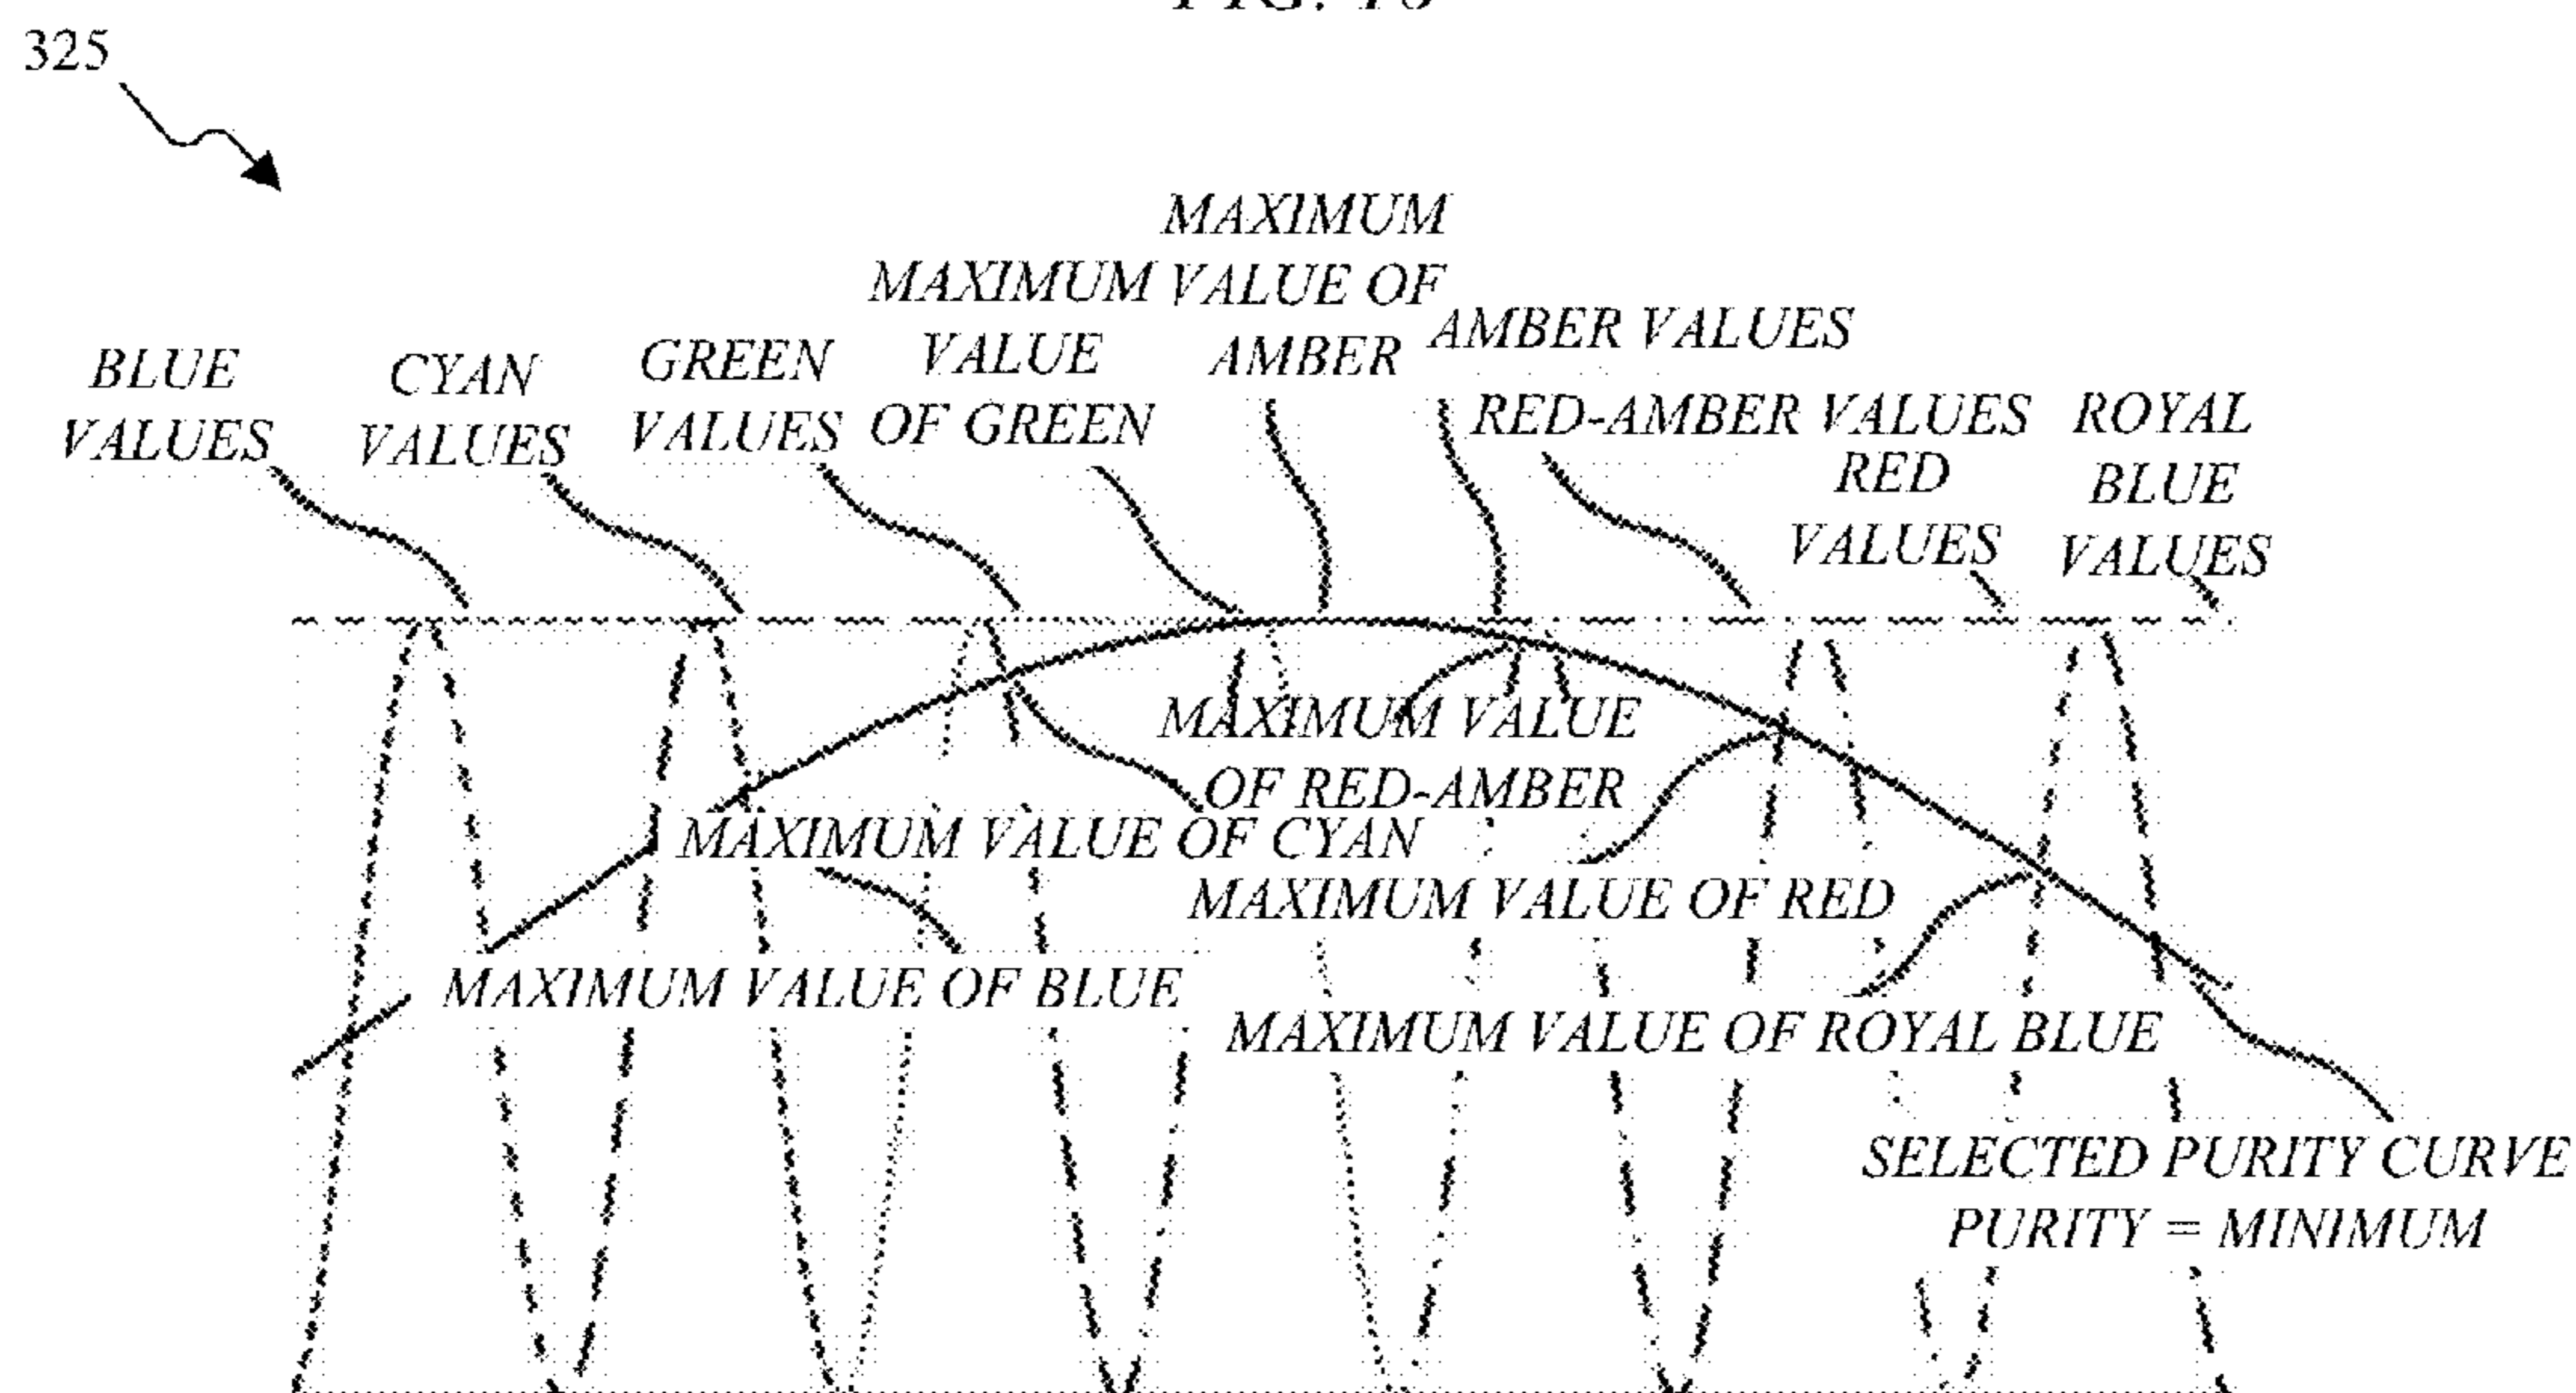 325
MAXIMUM
VALUE OF
AMBER
MAXIMUM
VALUE
OF GREEN
AMBER VALUES
BLUE
VALUES
CYAN
VALUES
GREEN
VALUES
RED-AMBER VALUES
RED
VALUES
ROYAL
BLUE
VALUES
MAXIMUM VALUE
OF RED-AMBER
MAXIMUM VALUE OF CYAN
MAXIMUM VALUE OF RED
MAXIMUM VALUE OF BLUE
MAXIMUM VALUE OF ROYAL BLUE
SELECTED PURITY CURVE
PURITY = MINIMUM